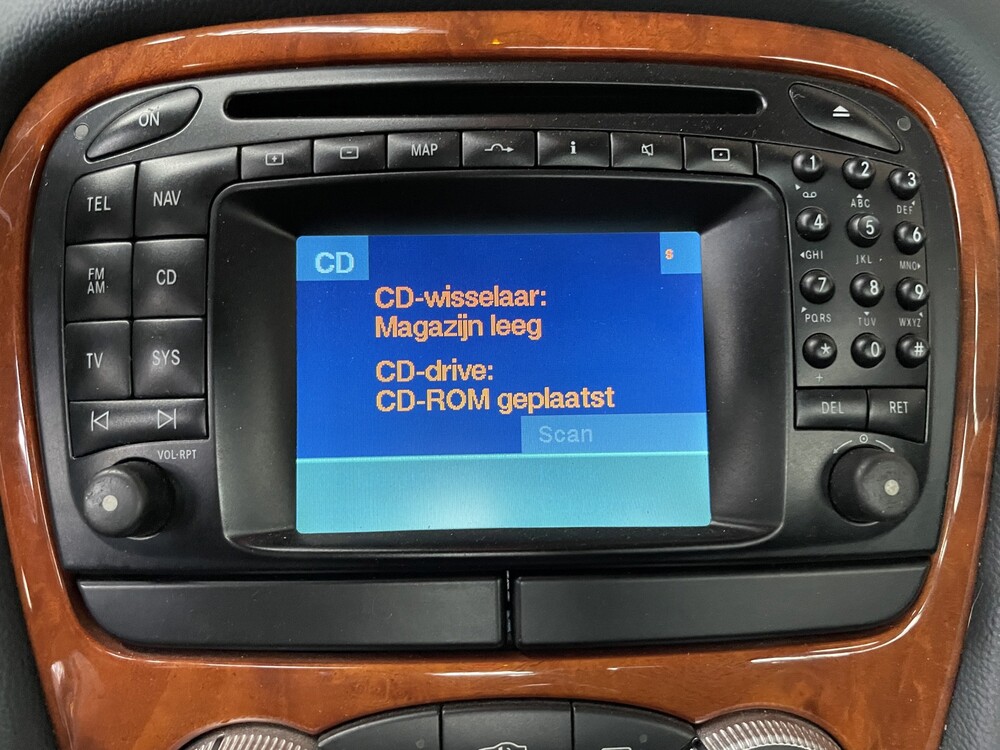 ON
MAP
i
TEL
NAV
FM
AM
CD
TV
SYS
VOL·RPT
CD
s
CD-wisselaar:
Magazijn leeg
CD-drive:
CD-ROM geplaatst
Scan
1
2
3
ABC
DEF
4
5
6
GHI
JKL
MNO
7
8
9
PQRS
TUV
WXYZ
*
0
#
+
DEL
RET